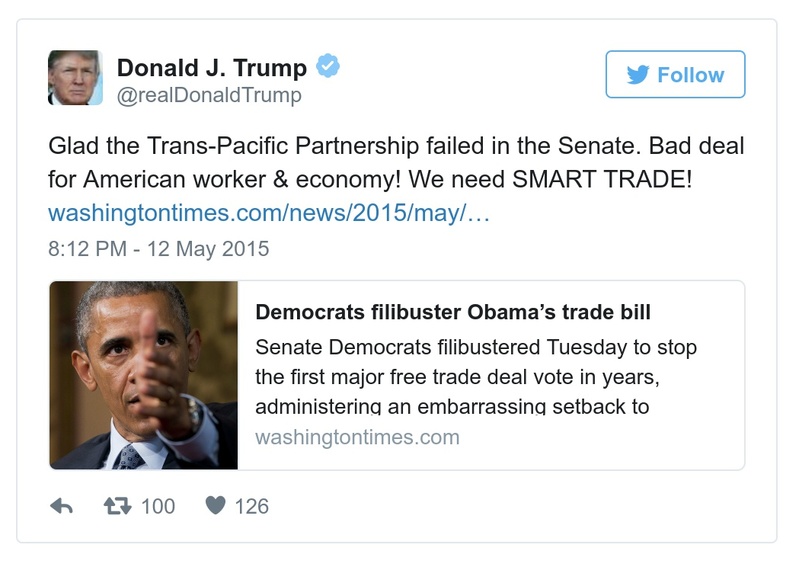 Donald J. Trump
@realDonaldTrump
Follow
Glad the Trans-Pacific Partnership failed in the Senate. Bad deal
for American worker & economy! We need SMART TRADE!
washingtontimes.com/news/2015/may/…
8:12 PM - 12 May 2015
Democrats filibuster Obama’s trade bill
Senate Democrats filibustered Tuesday to stop
the first major free trade deal vote in years,
administering an embarrassing setback to
washingtontimes.com
100
126